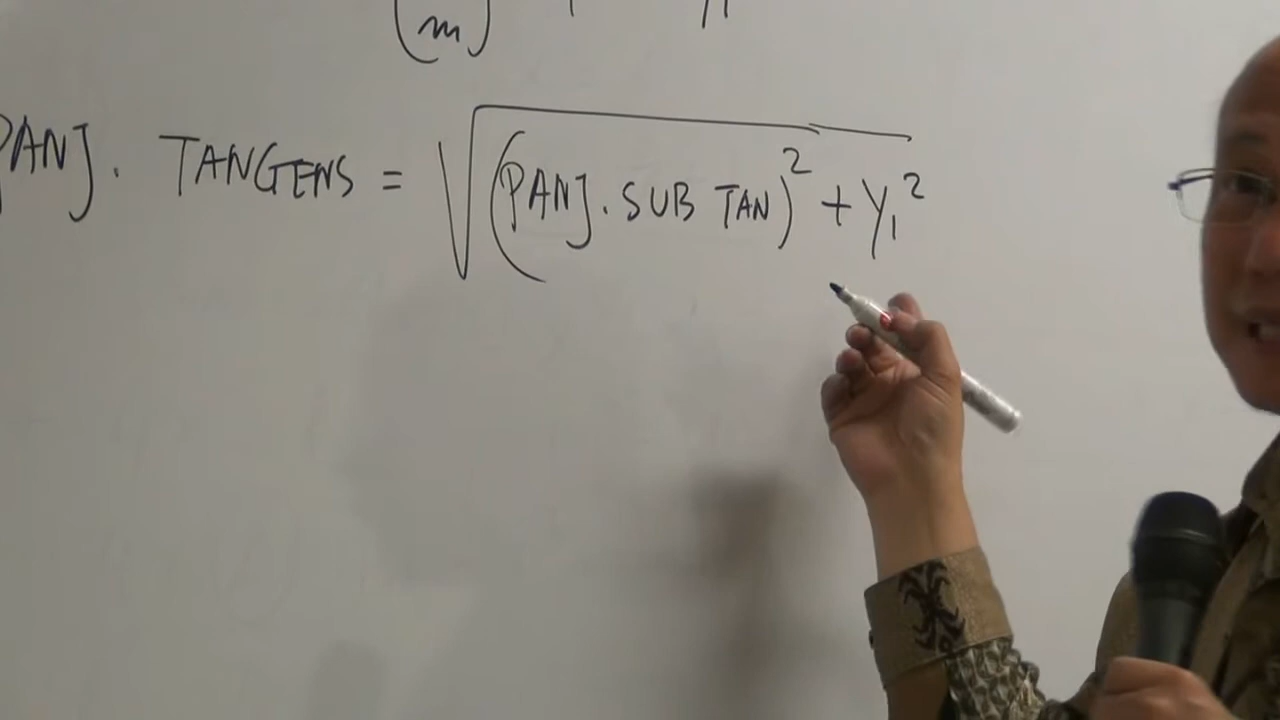 (m)
PANJ. TANGENS = √((PANJ. SUB TAN)² + y₁²)